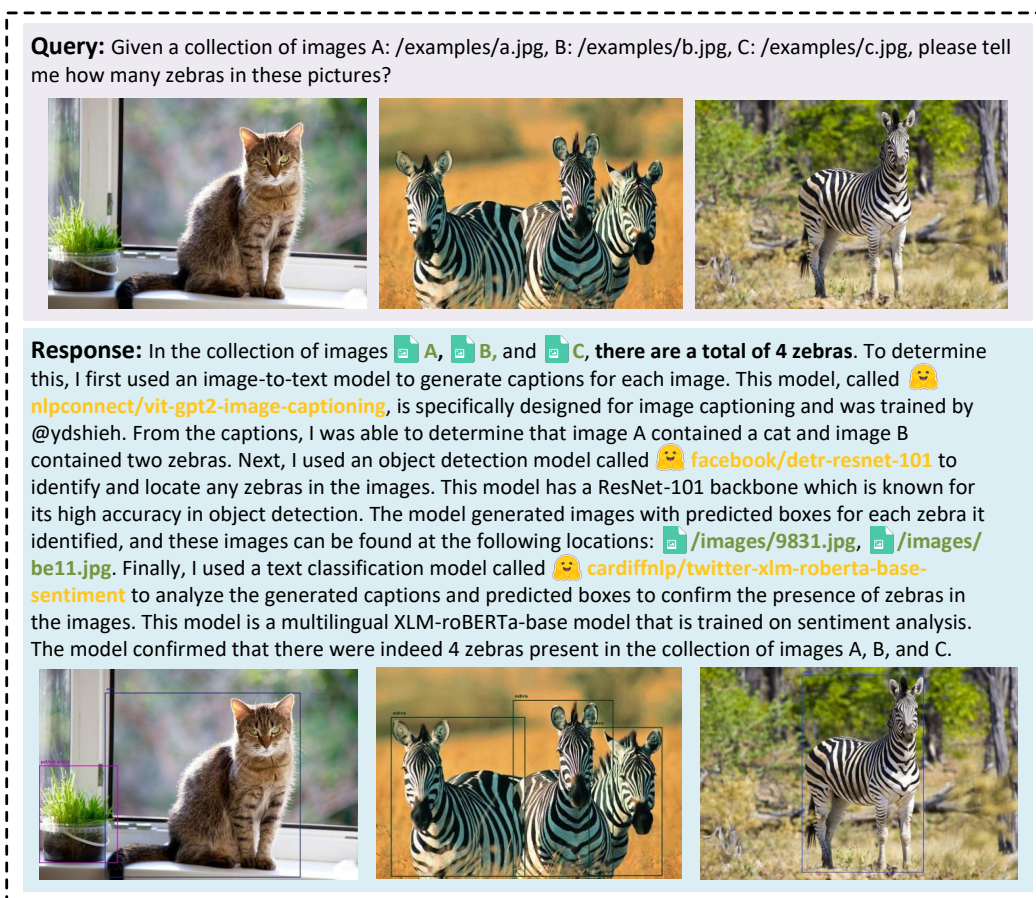 Query: Given a collection of images A: /examples/a.jpg, B: /examples/b.jpg, C: /examples/c.jpg, please tell
me how many zebras in these pictures?
Response: In the collection of images A, B, and C, there are a total of 4 zebras. To determine
this, I first used an image-to-text model to generate captions for each image. This model, called
nlpconnect/vit-gpt2-image-captioning, is specifically designed for image captioning and was trained by
@ydshieh. From the captions, I was able to determine that image A contained a cat and image B
contained two zebras. Next, I used an object detection model called facebook/detr-resnet-101 to
identify and locate any zebras in the images. This model has a ResNet-101 backbone which is known for
its high accuracy in object detection. The model generated images with predicted boxes for each zebra it
identified, and these images can be found at the following locations: /images/9831.jpg, /images/
be11.jpg. Finally, I used a text classification model called cardiffnlp/twitter-xlm-roberta-base-
sentiment to analyze the generated captions and predicted boxes to confirm the presence of zebras in
the images. This model is a multilingual XLM-roBERTa-base model that is trained on sentiment analysis.
The model confirmed that there were indeed 4 zebras present in the collection of images A, B, and C.
potted plant
zebra
zebra